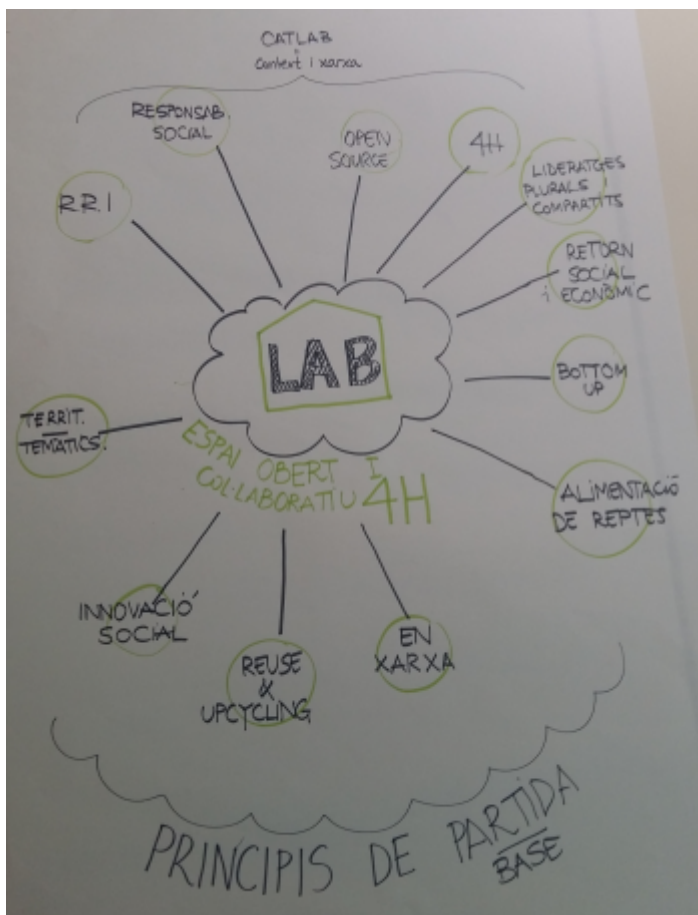 CATLAB
Context i xarxa
RESPONSAB.
SOCIAL
OPEN
SOURCE
4H
LIDERATGES
PLURALS I
COMPARTITS
R.R.I
RETORN
SOCIAL
i ECONÒMIC
LAB
BOTTOM
UP
TERRIT.
TEMÀTICS.
ESPAI OBERT I
COL·LABORATIU 4H
ALIMENTACIÓ
DE REPTES
INNOVACIÓ
SOCIAL
REUSE
&
UPCYCLING
EN
XARXA
PRINCIPIS DE PARTIDA
BASE